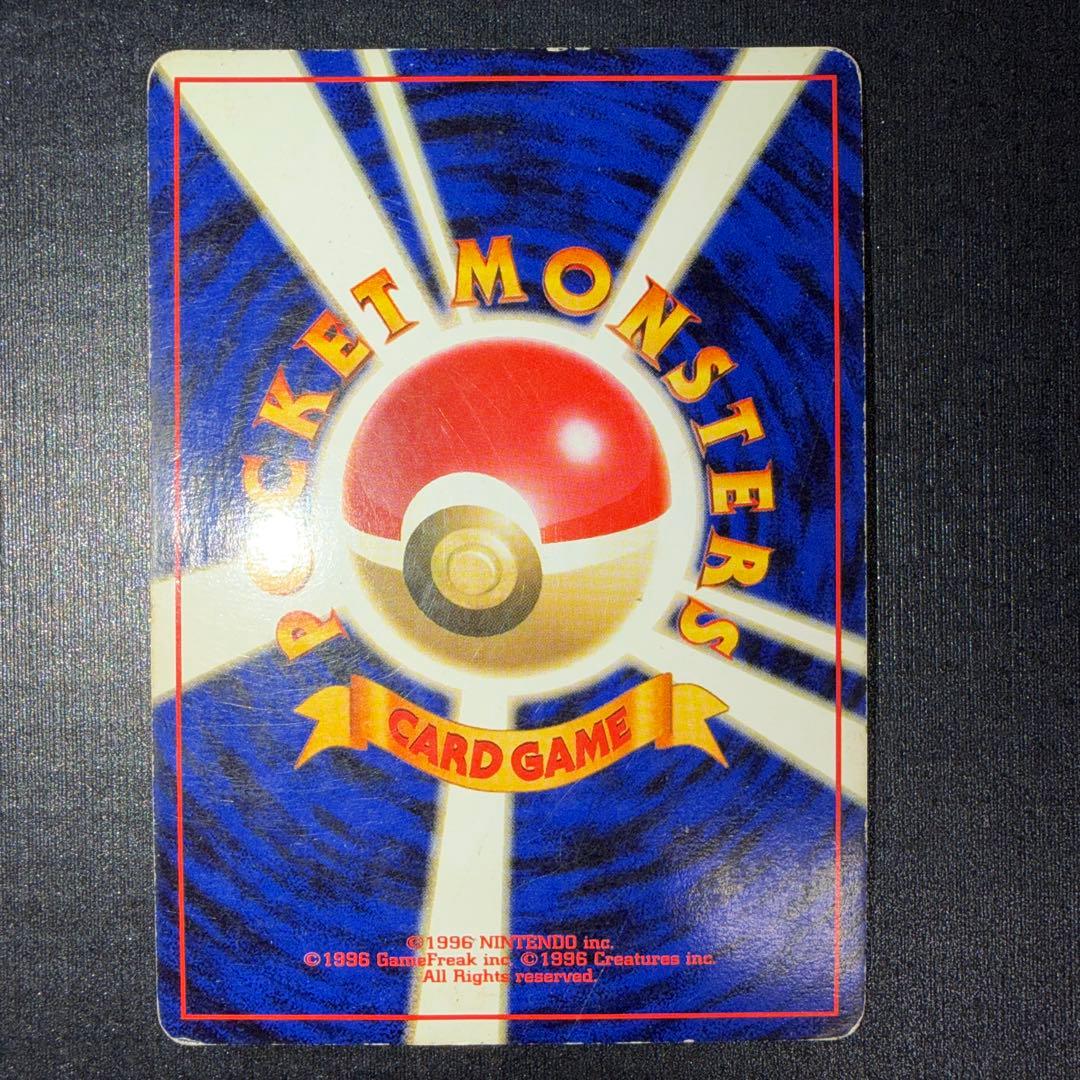 POCKET MONSTERS
CARD GAME
©1996 NINTENDO inc.
©1996 GameFreak inc. ©1996 Creatures inc.
All Rights reserved.